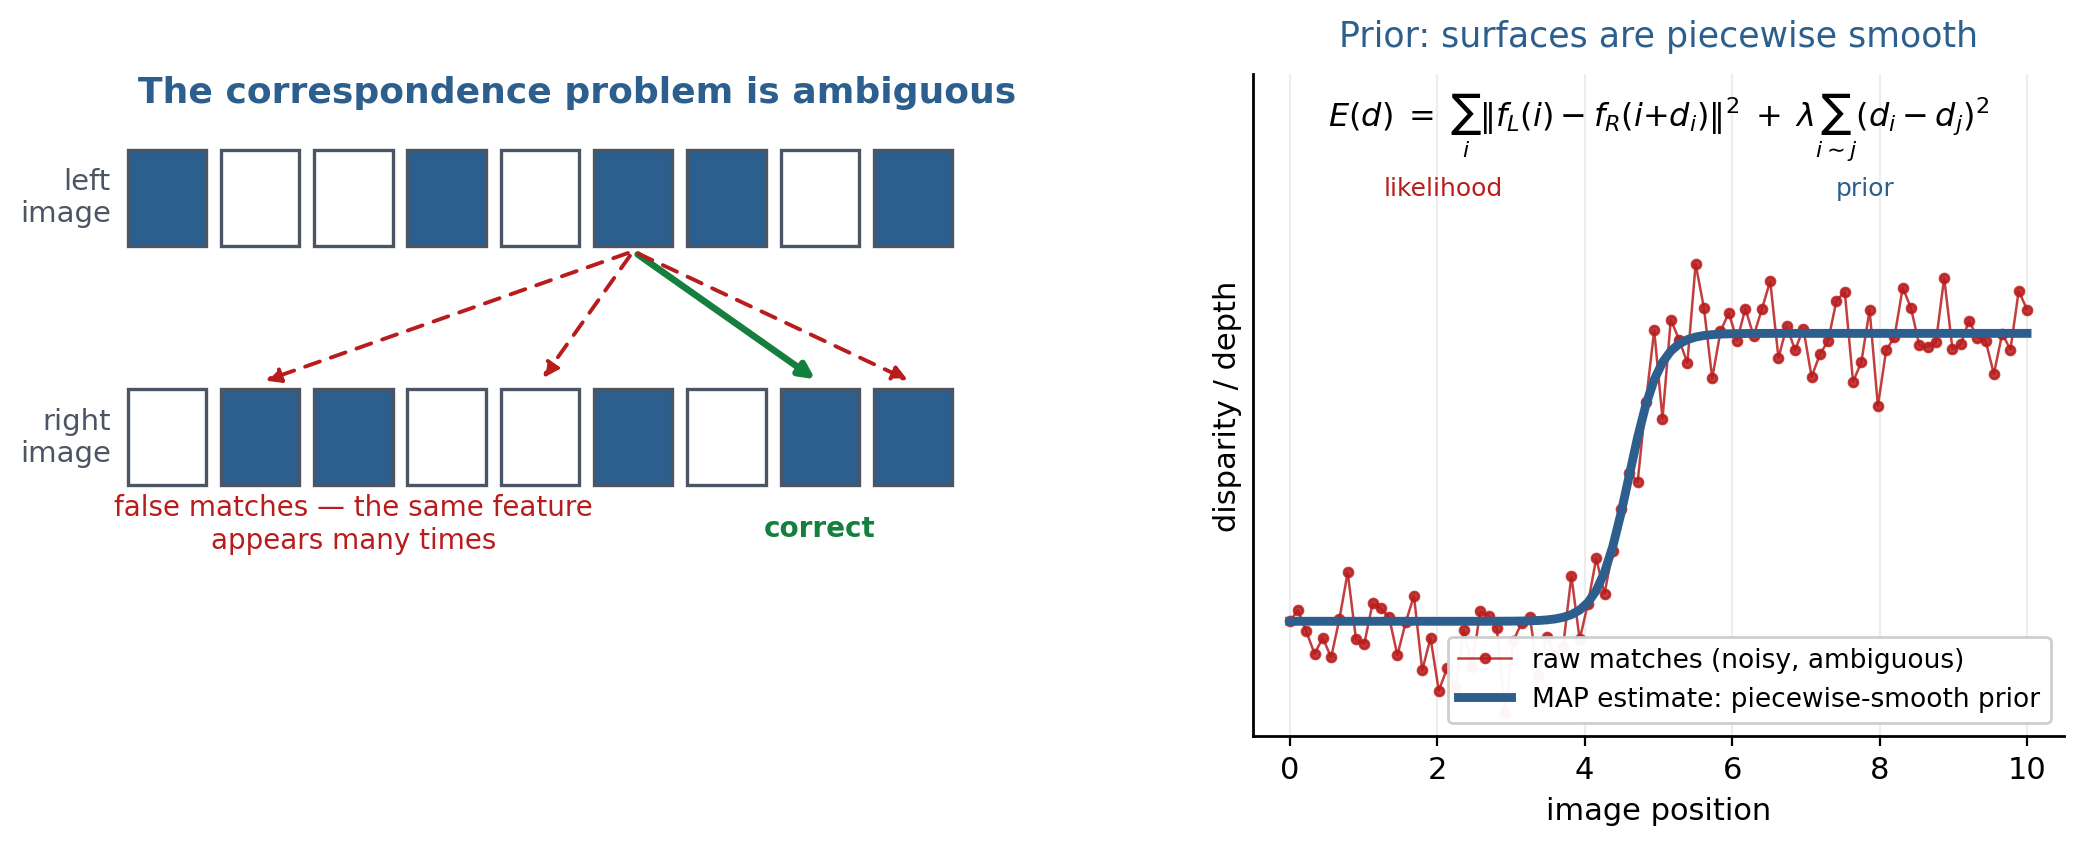 The correspondence problem is ambiguous
left
image
right
image
false matches — the same feature
appears many times
correct
Prior: surfaces are piecewise smooth
E(d) = ∑_i ‖f_L(i) − f_R(i+d_i)‖² + λ ∑_{i∼j} (d_i − d_j)²
likelihood
prior
disparity / depth
raw matches (noisy, ambiguous)
MAP estimate: piecewise-smooth prior
0 2 4 6 8 10
image position